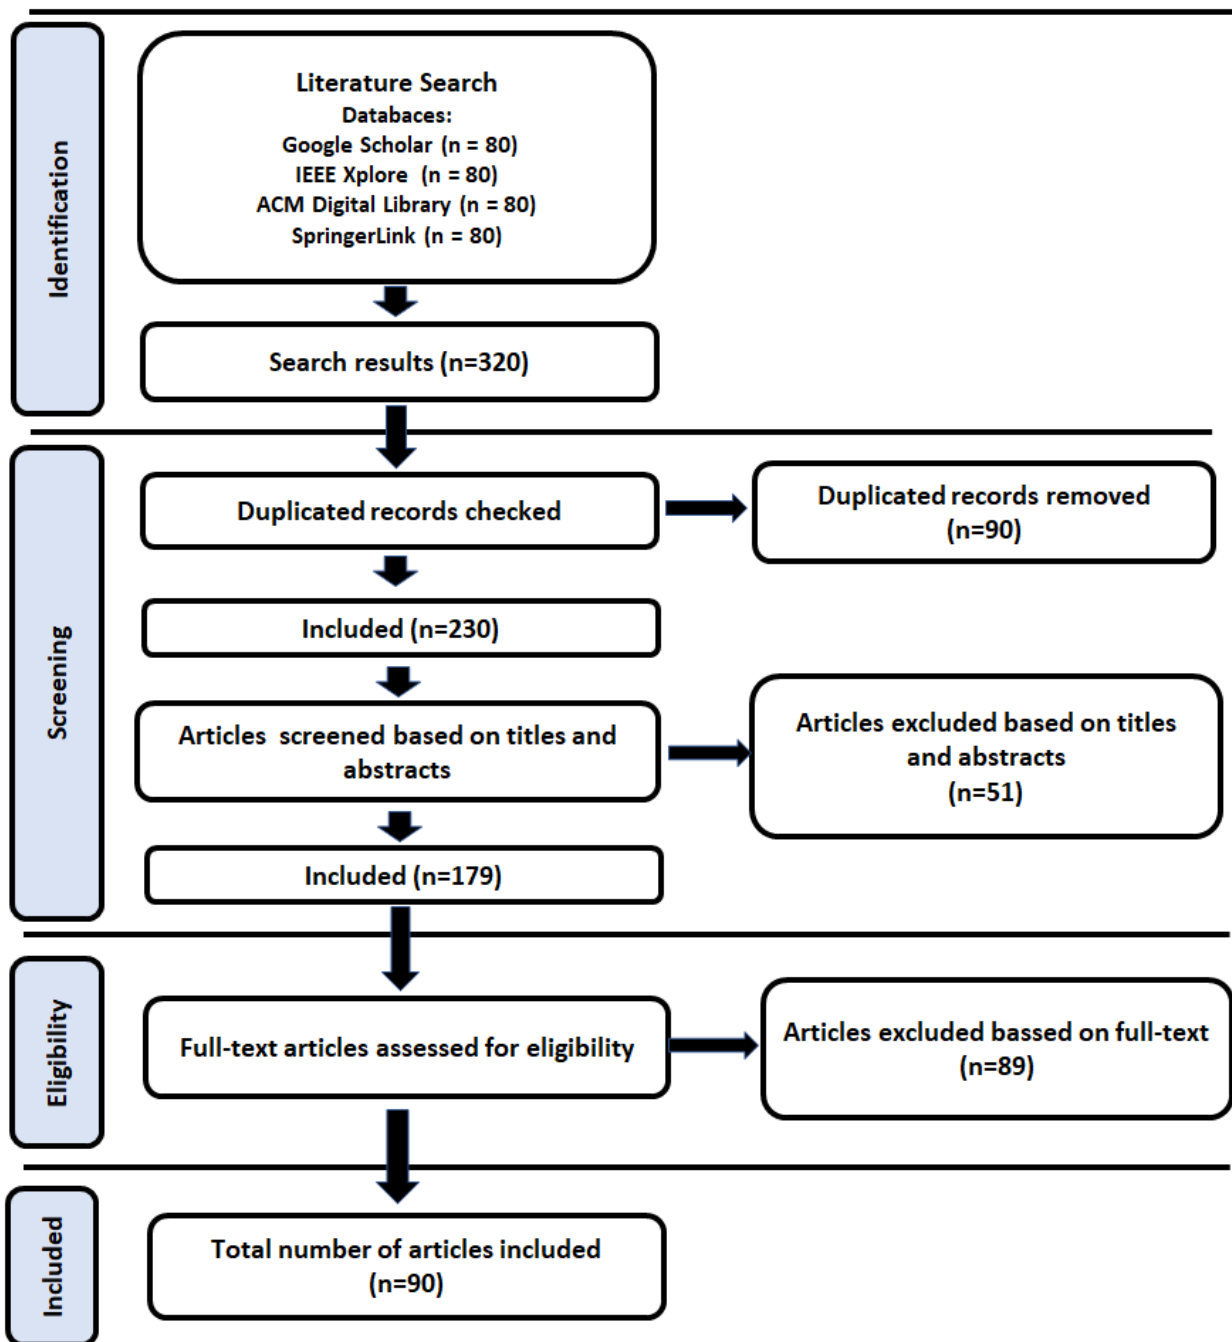 Identification
Literature Search
Databaces:
Google Scholar (n = 80)
IEEE Xplore (n = 80)
ACM Digital Library (n = 80)
SpringerLink (n = 80)
Search results (n=320)
Screening
Duplicated records checked
Duplicated records removed
(n=90)
Included (n=230)
Articles screened based on titles and
abstracts
Articles excluded based on titles
and abstracts
(n=51)
Included (n=179)
Eligibility
Full-text articles assessed for eligibility
Articles excluded bassed on full-text
(n=89)
Included
Total number of articles included
(n=90)